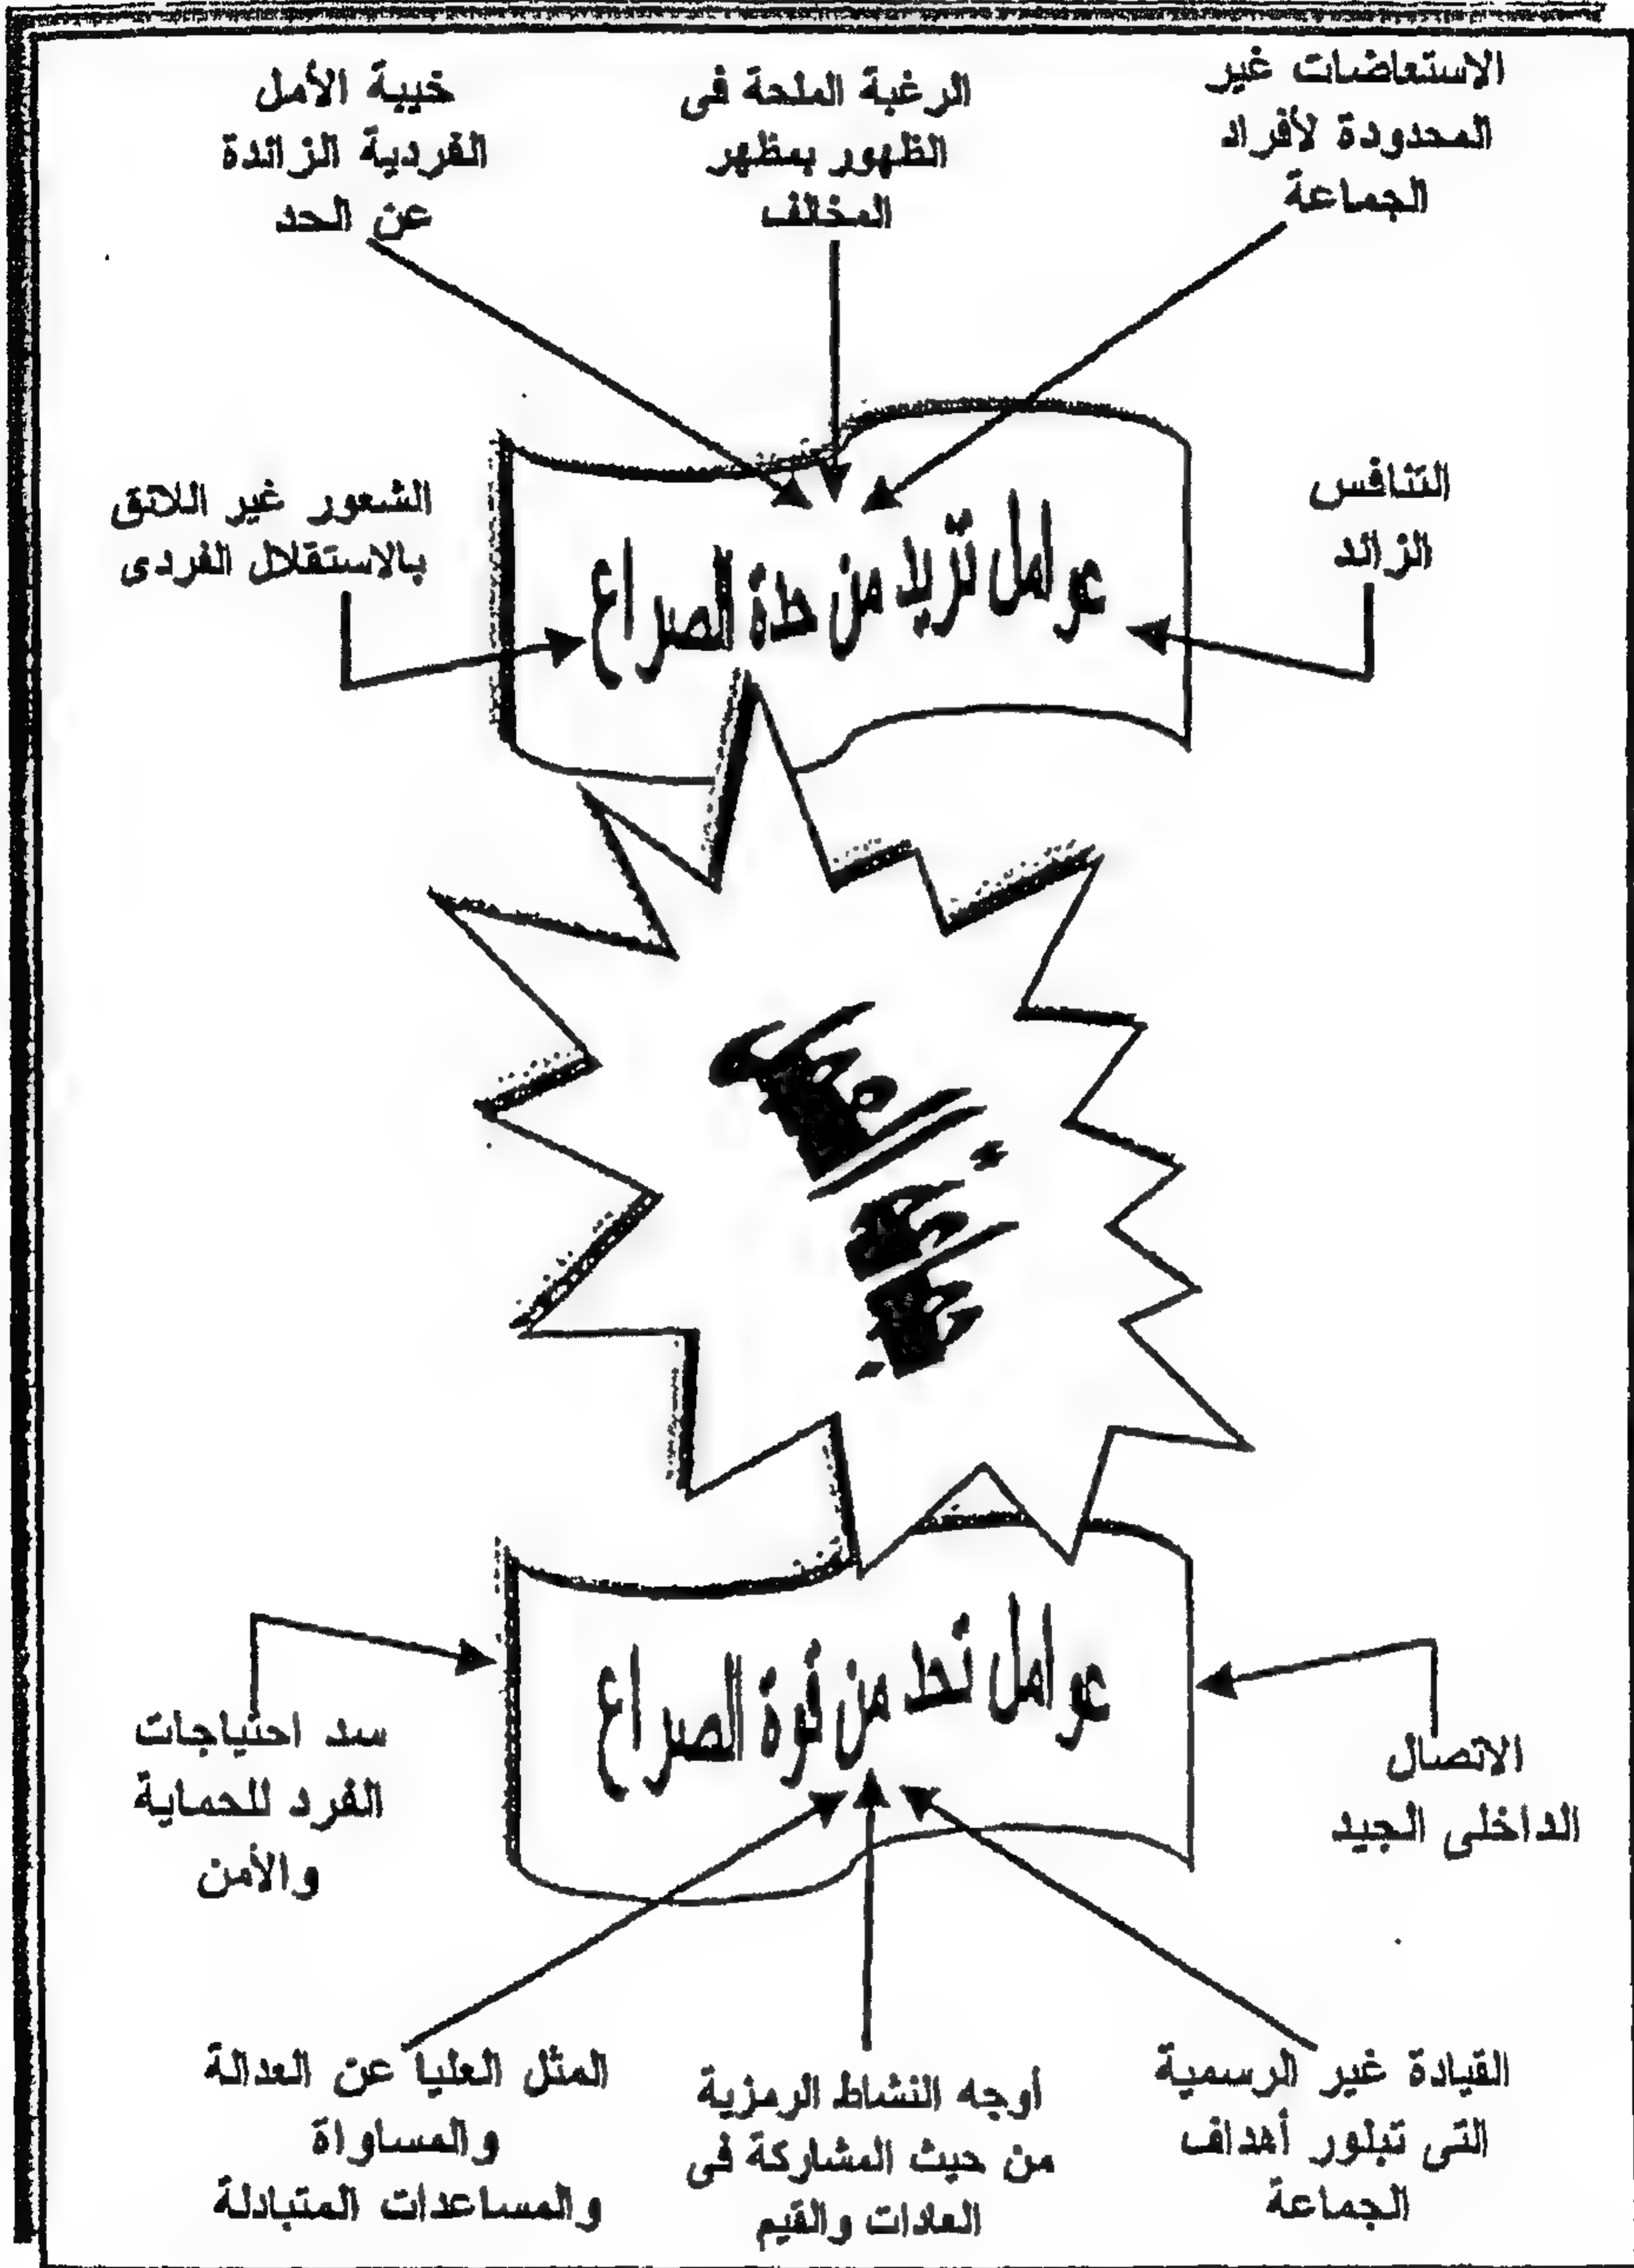 الاستعاضات غير
المحدودة لأفراد
الجماعة
الرغبة الملحة فى
الظهور بمظهر
المخالف
خيبة الأمل
الفردية الزائدة
عن الحد
التنافس
الزائد
عوامل تزيد من حدة الصراع
الشعور غير اللائق
بالاستقلال الفردى
عوامل تحد من قوة الصراع
الاتصال
الداخلى الجيد
سد احتياجات
الفرد للحماية
والأمن
القيادة غير الرسمية
التى تبلور أهداف
الجماعة
أوجه النشاط الرمزية
من حيث المشاركة فى
العادات والقيم
المثل العليا عن العدالة
والمساواة
والمساعدات المتبادلة